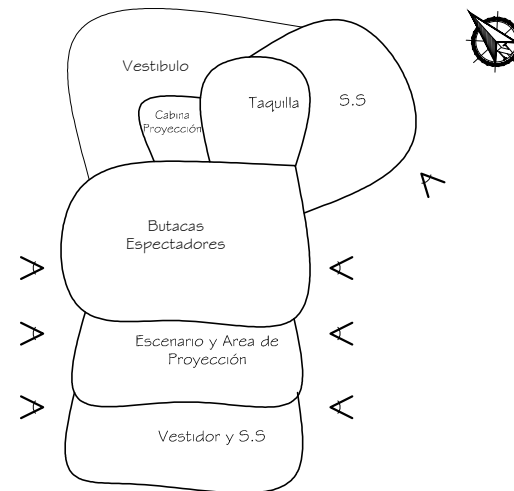 Vestibulo
Taquilla
S.S
Cabina
Proyección
Butacas
Espectadores
Escenario y Area de
Proyección
Vestidor y S.S